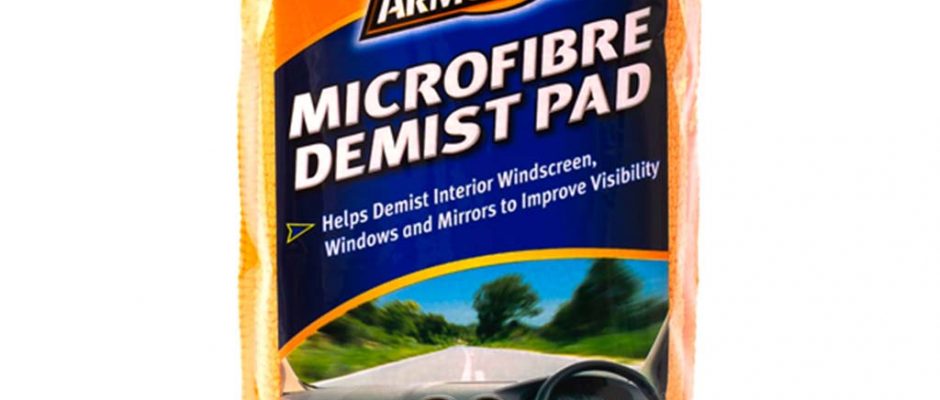 MICROFIBRE
DEMIST PAD
Helps Demist Interior Windscreen,
Windows and Mirrors to Improve Visibility